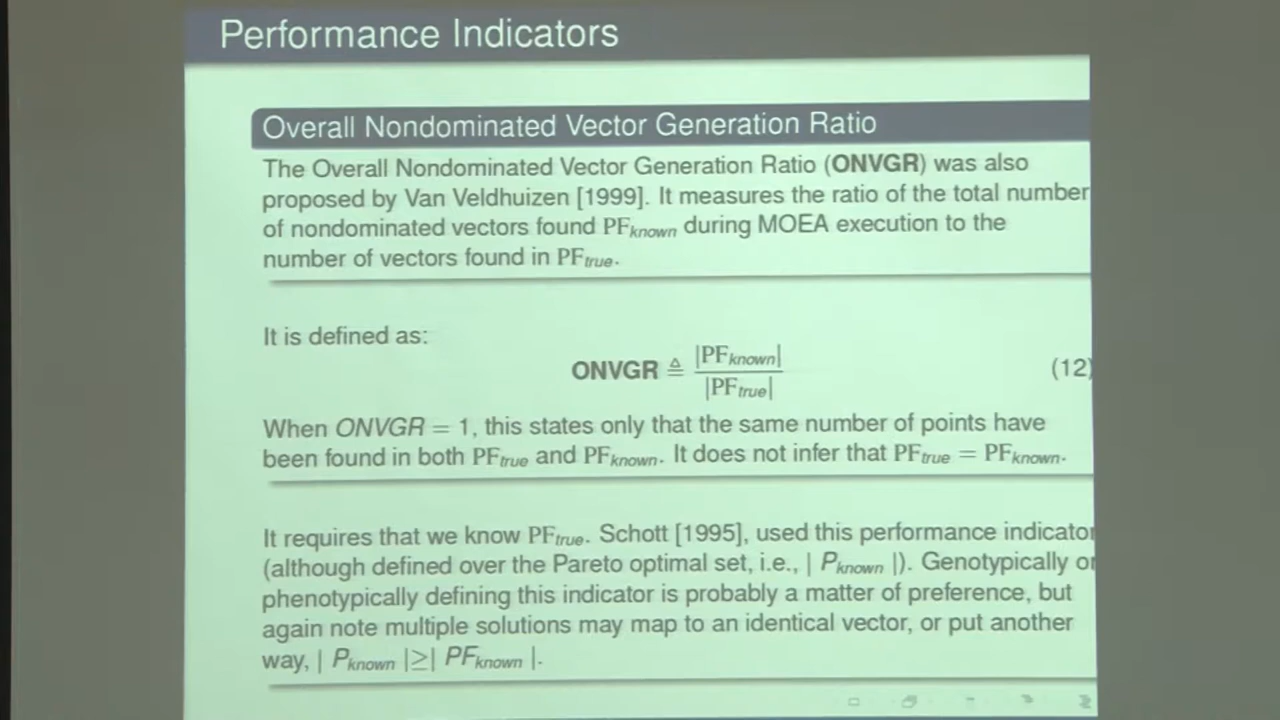 Performance Indicators
Overall Nondominated Vector Generation Ratio
The Overall Nondominated Vector Generation Ratio (ONVGR) was also
proposed by Van Veldhuizen [1999]. It measures the ratio of the total number
of nondominated vectors found PFknown during MOEA execution to the
number of vectors found in PFtrue.
It is defined as:
ONVGR ≜ |PFknown| / |PFtrue| (12)
When ONVGR = 1, this states only that the same number of points have
been found in both PFtrue and PFknown. It does not infer that PFtrue = PFknown.
It requires that we know PFtrue. Schott [1995], used this performance indicator
(although defined over the Pareto optimal set, i.e., | Pknown |). Genotypically or
phenotypically defining this indicator is probably a matter of preference, but
again note multiple solutions may map to an identical vector, or put another
way, | Pknown |≥| PFknown |.